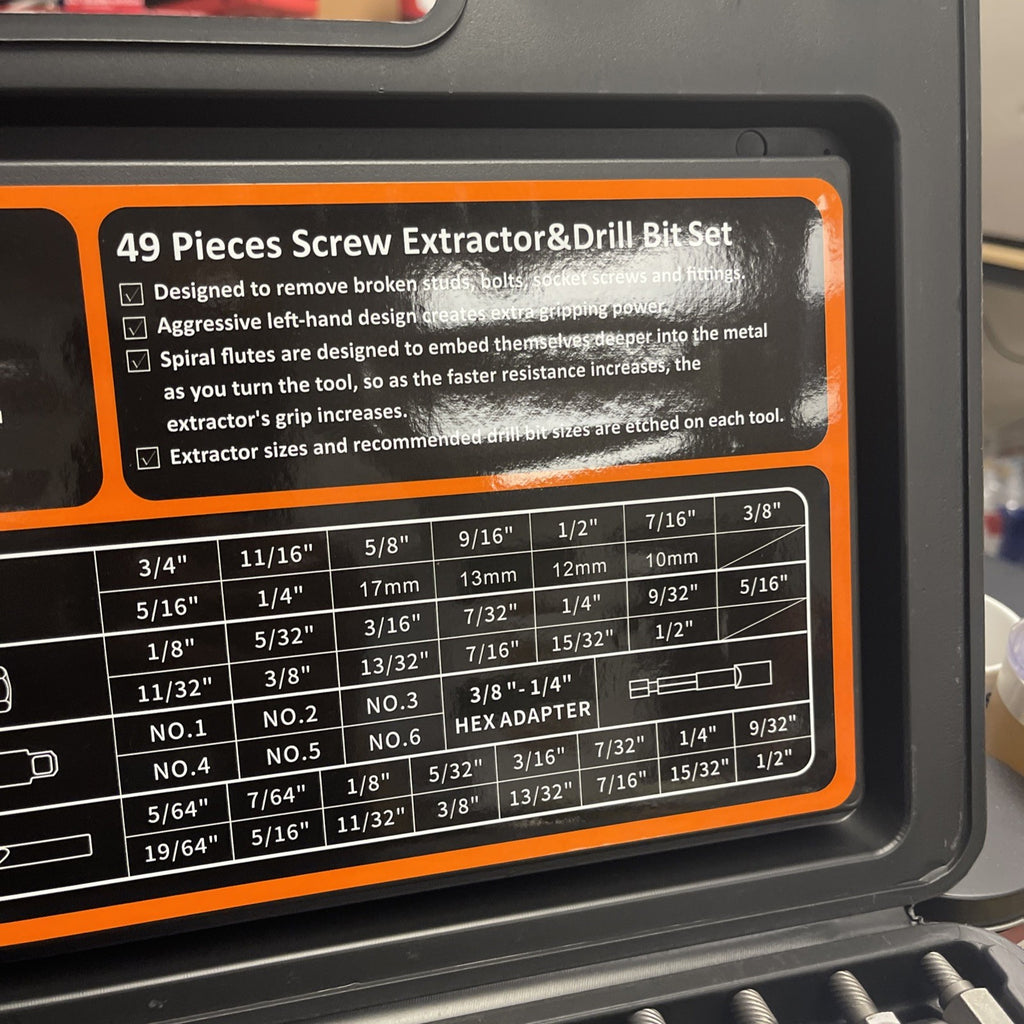 49 Pieces Screw Extractor&Drill Bit Set
Designed to remove broken studs, bolts, socket screws and fittings.
Aggressive left-hand design creates extra gripping power.
Spiral flutes are designed to embed themselves deeper into the metal
as you turn the tool, so as the faster resistance increases, the
extractor's grip increases.
Extractor sizes and recommended drill bit sizes are etched on each tool.
3/4" 11/16" 5/8" 9/16" 1/2" 7/16" 3/8"
5/16" 1/4" 17mm 13mm 12mm 10mm
1/8" 5/32" 3/16" 7/32" 1/4" 9/32" 5/16"
11/32" 3/8" 13/32" 7/16" 15/32" 1/2"
NO.1 NO.2 NO.3 3/8"-1/4"
HEX ADAPTER
NO.4 NO.5 NO.6
5/64" 7/64" 1/8" 5/32" 3/16" 7/32" 1/4" 9/32"
19/64" 5/16" 11/32" 3/8" 13/32" 7/16" 15/32" 1/2"